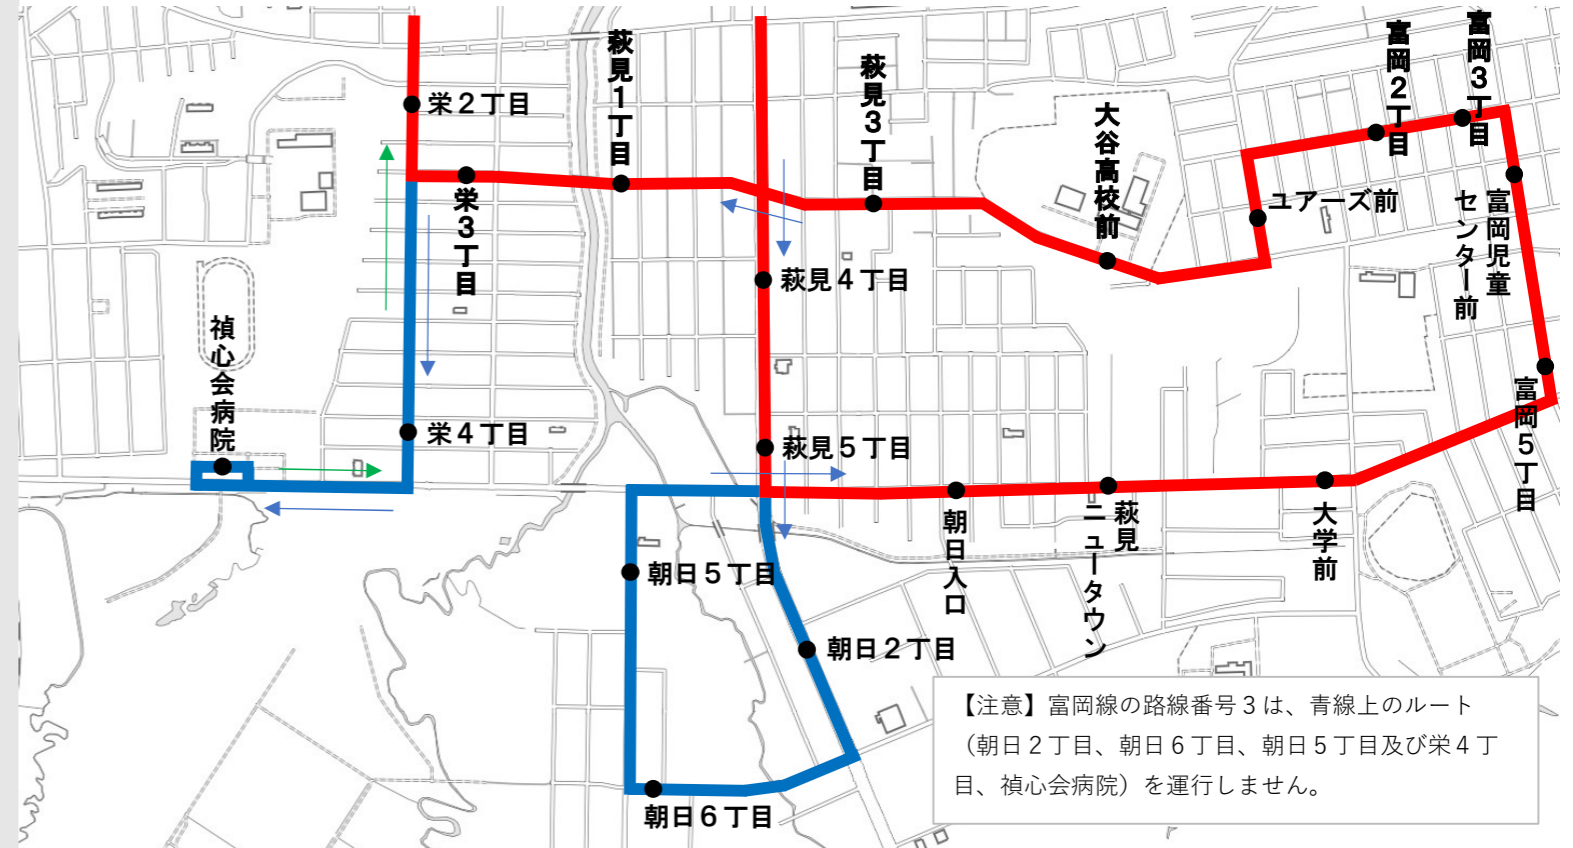 栄２丁目
萩見１丁目
萩見３丁目
大谷高校前
富岡２丁目
富岡３丁目
栄３丁目
ユアーズ前
富岡児童
センター前
萩見４丁目
禎心会病院
栄４丁目
萩見５丁目
富岡５丁目
朝日入口
萩見
ニュータウン
大学前
朝日５丁目
朝日２丁目
朝日６丁目
【注意】富岡線の路線番号３は、青線上のルート
（朝日２丁目、朝日６丁目、朝日５丁目及び栄４丁
目、禎心会病院）を運行しません。